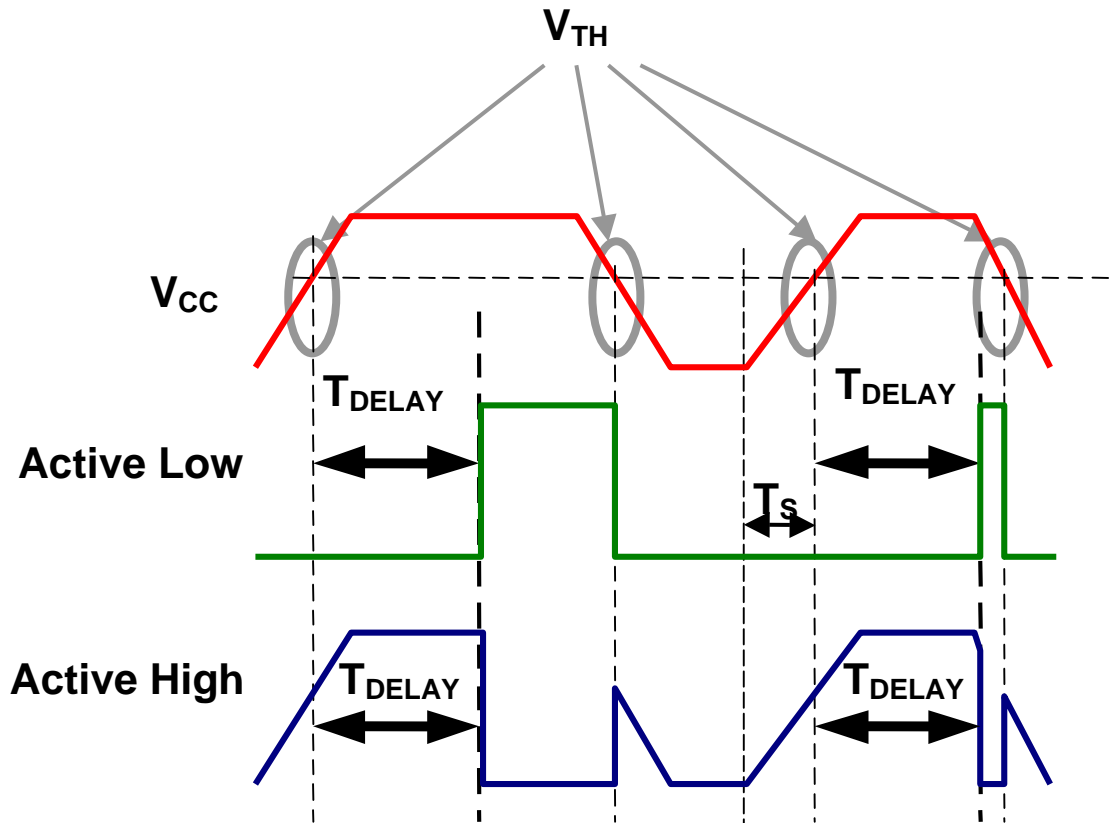 VTH
VCC
TDELAY
TDELAY
Active Low
TS
Active High
TDELAY
TDELAY